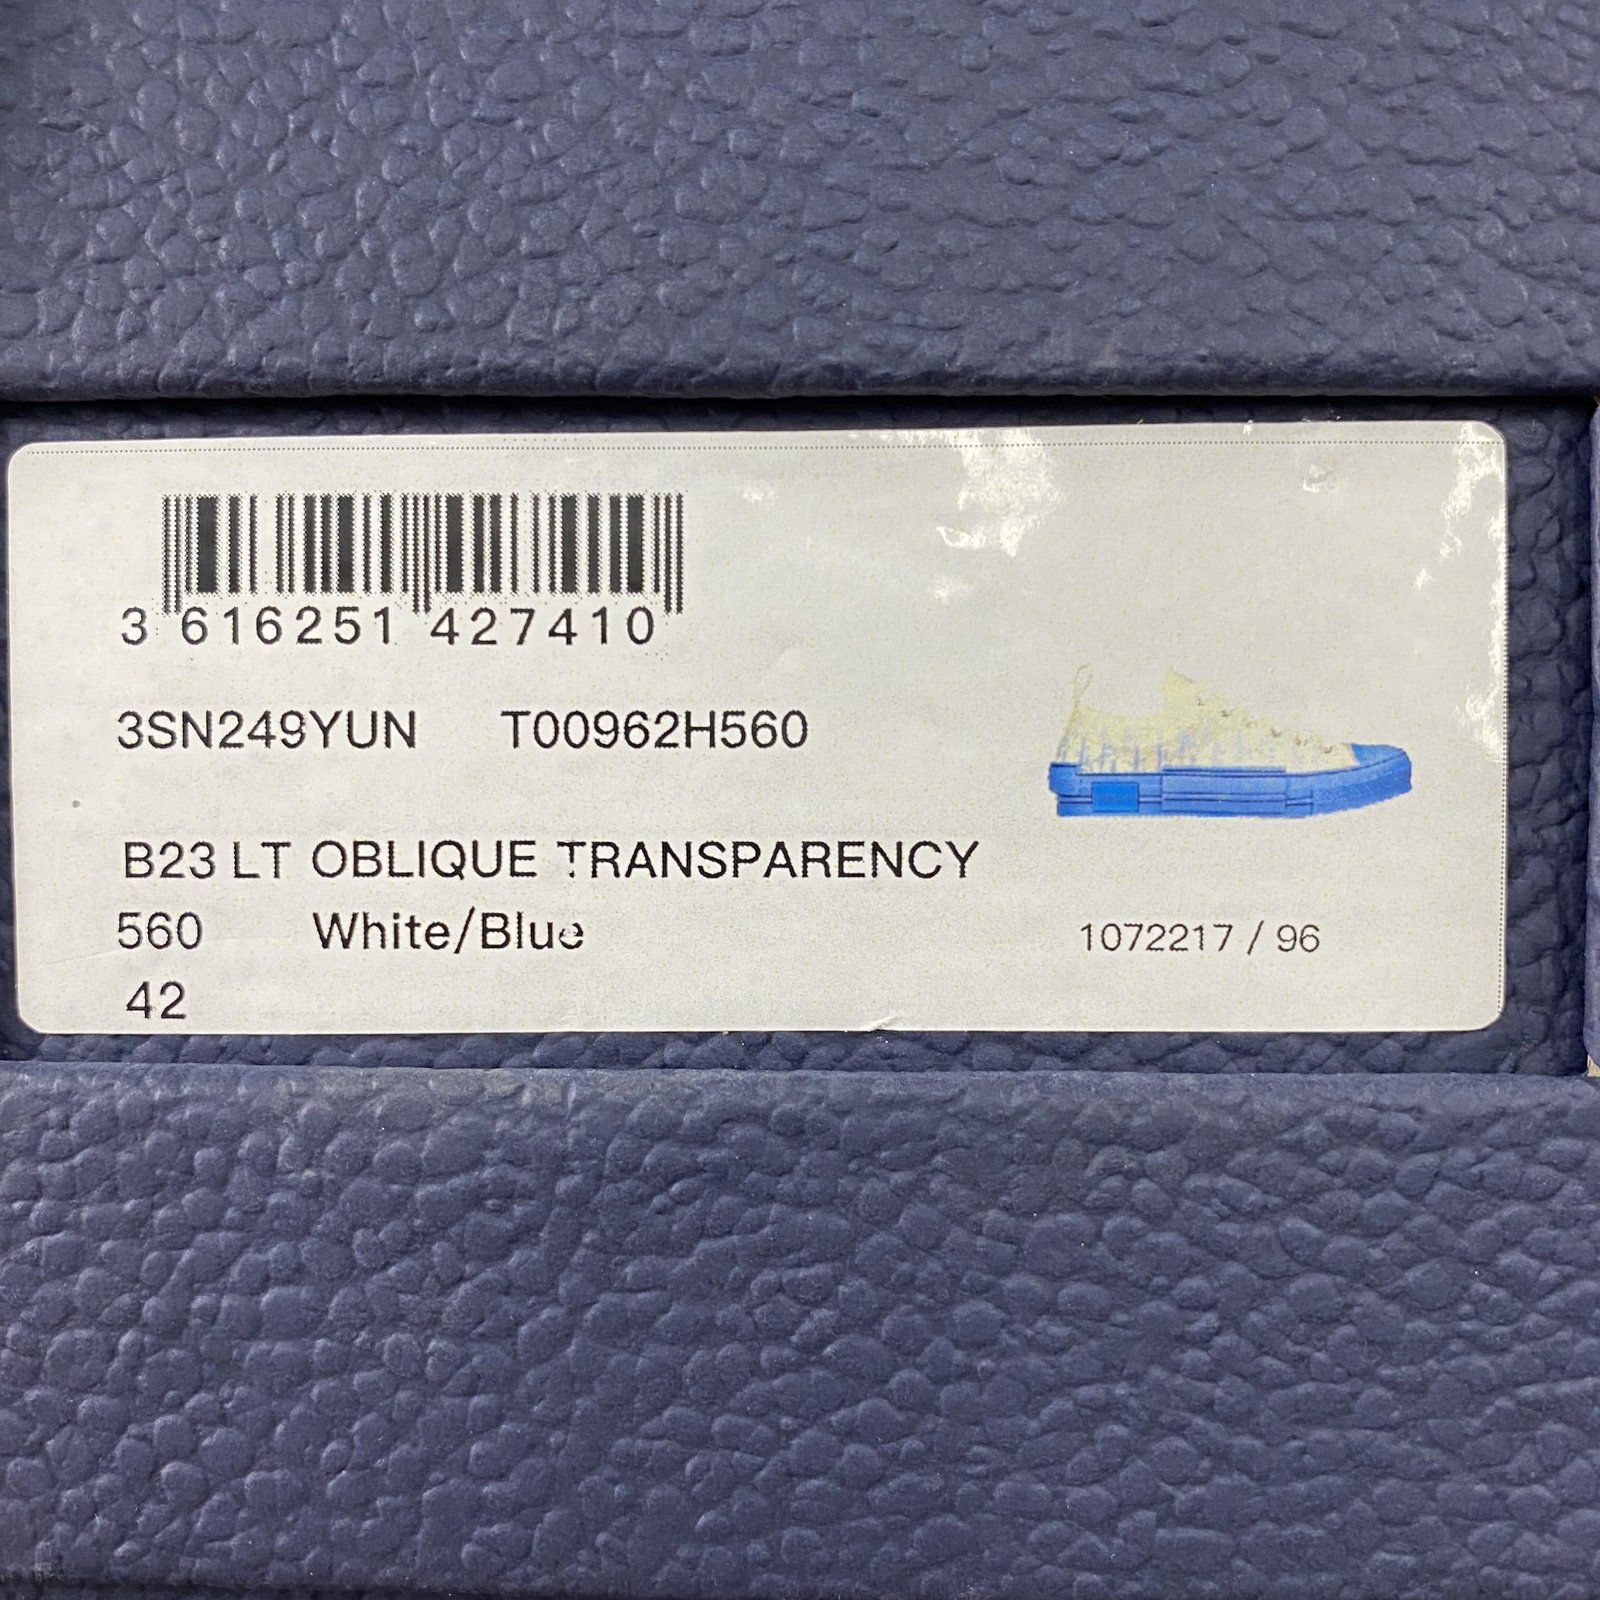 3 616251 427410
3SN249YUN T00962H560
B23 LT OBLIQUE TRANSPARENCY
560 White/Blue 1072217 / 96
42